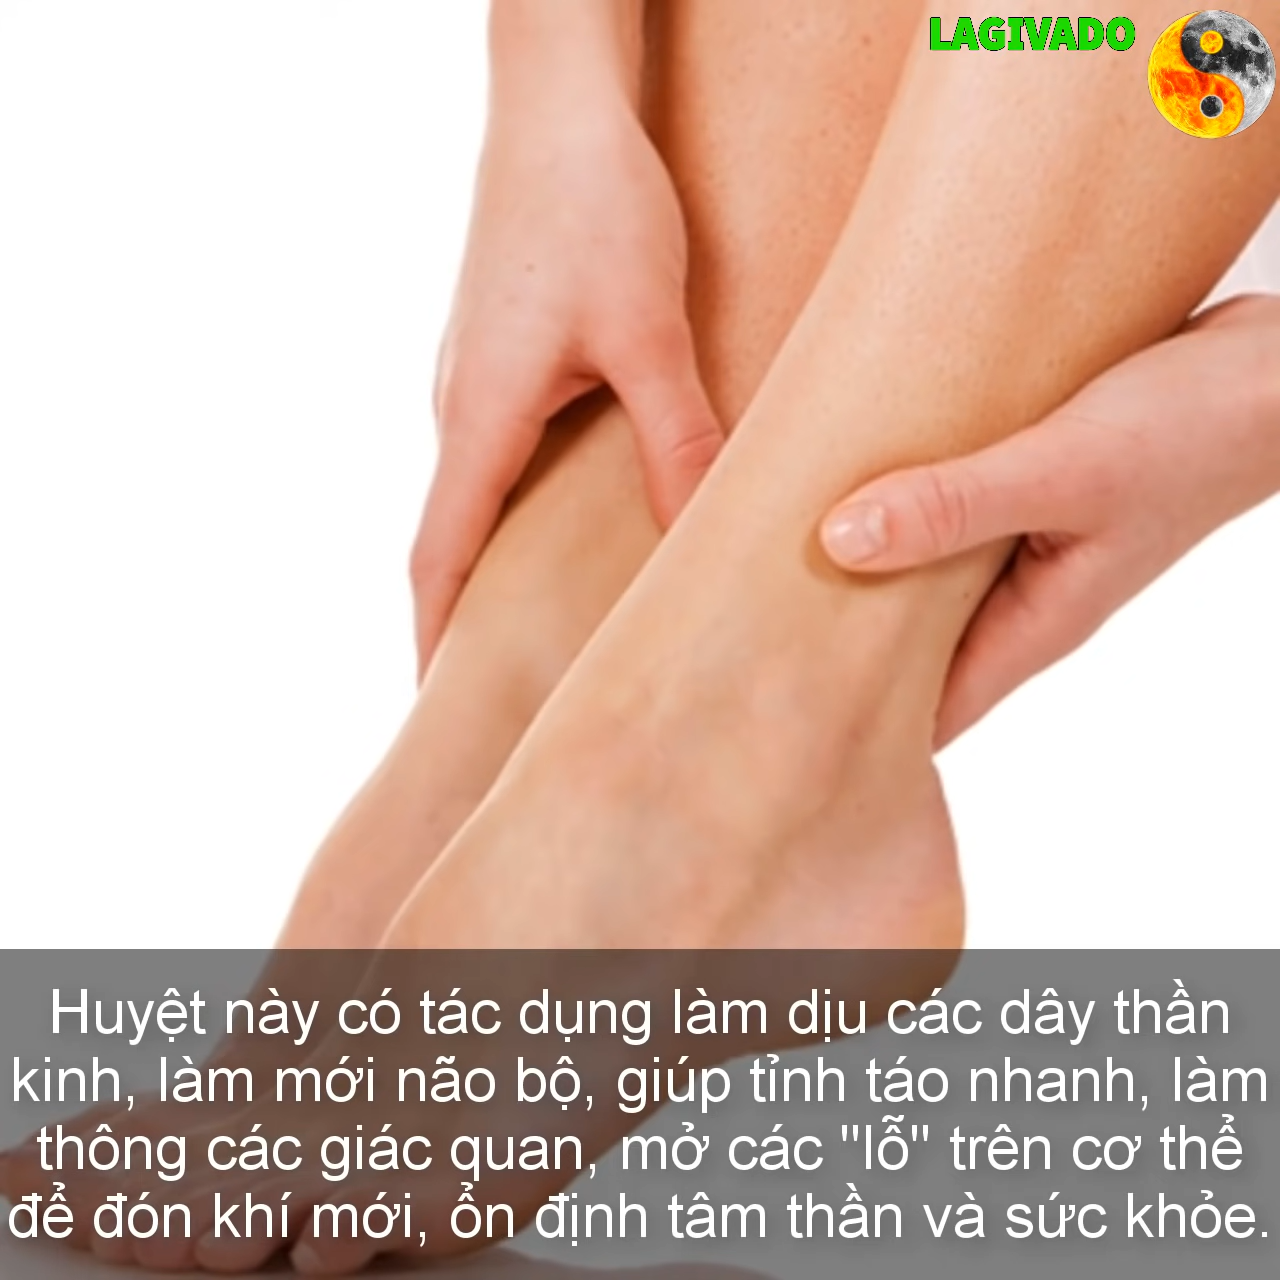 LAGIVADO
Huyệt này có tác dụng làm dịu các dây thần
kinh, làm mới não bộ, giúp tỉnh táo nhanh, làm
thông các giác quan, mở các "lỗ" trên cơ thể
để đón khí mới, ổn định tâm thần và sức khỏe.